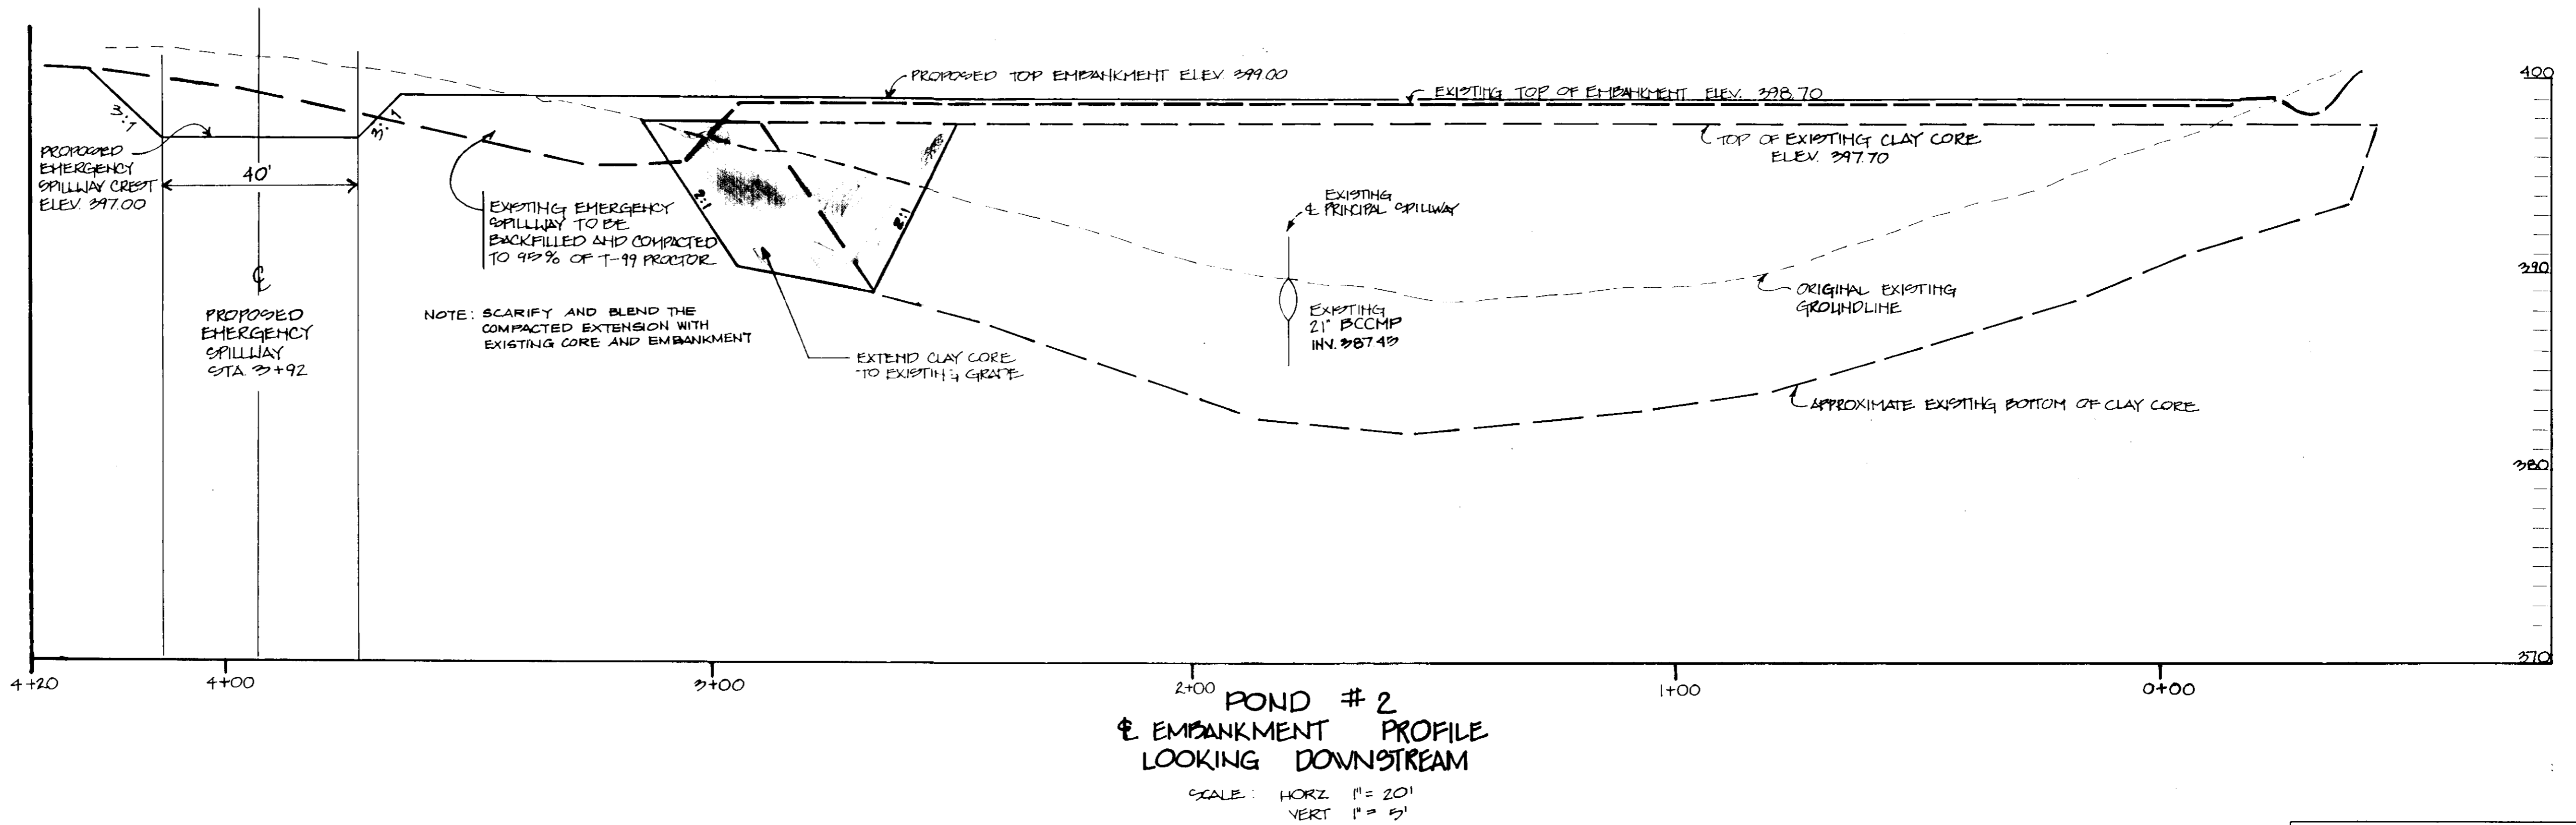 PROPOSED TOP EMBANKMENT ELEV. 399.00
EXISTING TOP OF EMBANKMENT ELEV. 398.70
400
3:1
3:1
PROPOSED
EMERGENCY
SPILLWAY CREST
ELEV. 397.00
40'
TOP OF EXISTING CLAY CORE
ELEV. 397.70
EXISTING EMERGENCY
SPILLWAY TO BE
BACKFILLED AND COMPACTED
TO 95% OF T-99 PROCTOR
2:1
2:1
EXISTING
℄ PRINCIPAL SPILLWAY
390
℄
PROPOSED
EMERGENCY
SPILLWAY
STA. 3+92
NOTE: SCARIFY AND BLEND THE
COMPACTED EXTENSION WITH
EXISTING CORE AND EMBANKMENT
EXISTING
21" BCCMP
INV. 387.45
ORIGINAL EXISTING
GROUNDLINE
EXTEND CLAY CORE
TO EXISTING GRADE
APPROXIMATE EXISTING BOTTOM OF CLAY CORE
380
370
4+20
4+00
3+00
2+00
1+00
0+00
POND #2
℄ EMBANKMENT PROFILE
LOOKING DOWNSTREAM
SCALE: HORZ 1"= 20'
VERT 1"= 5'